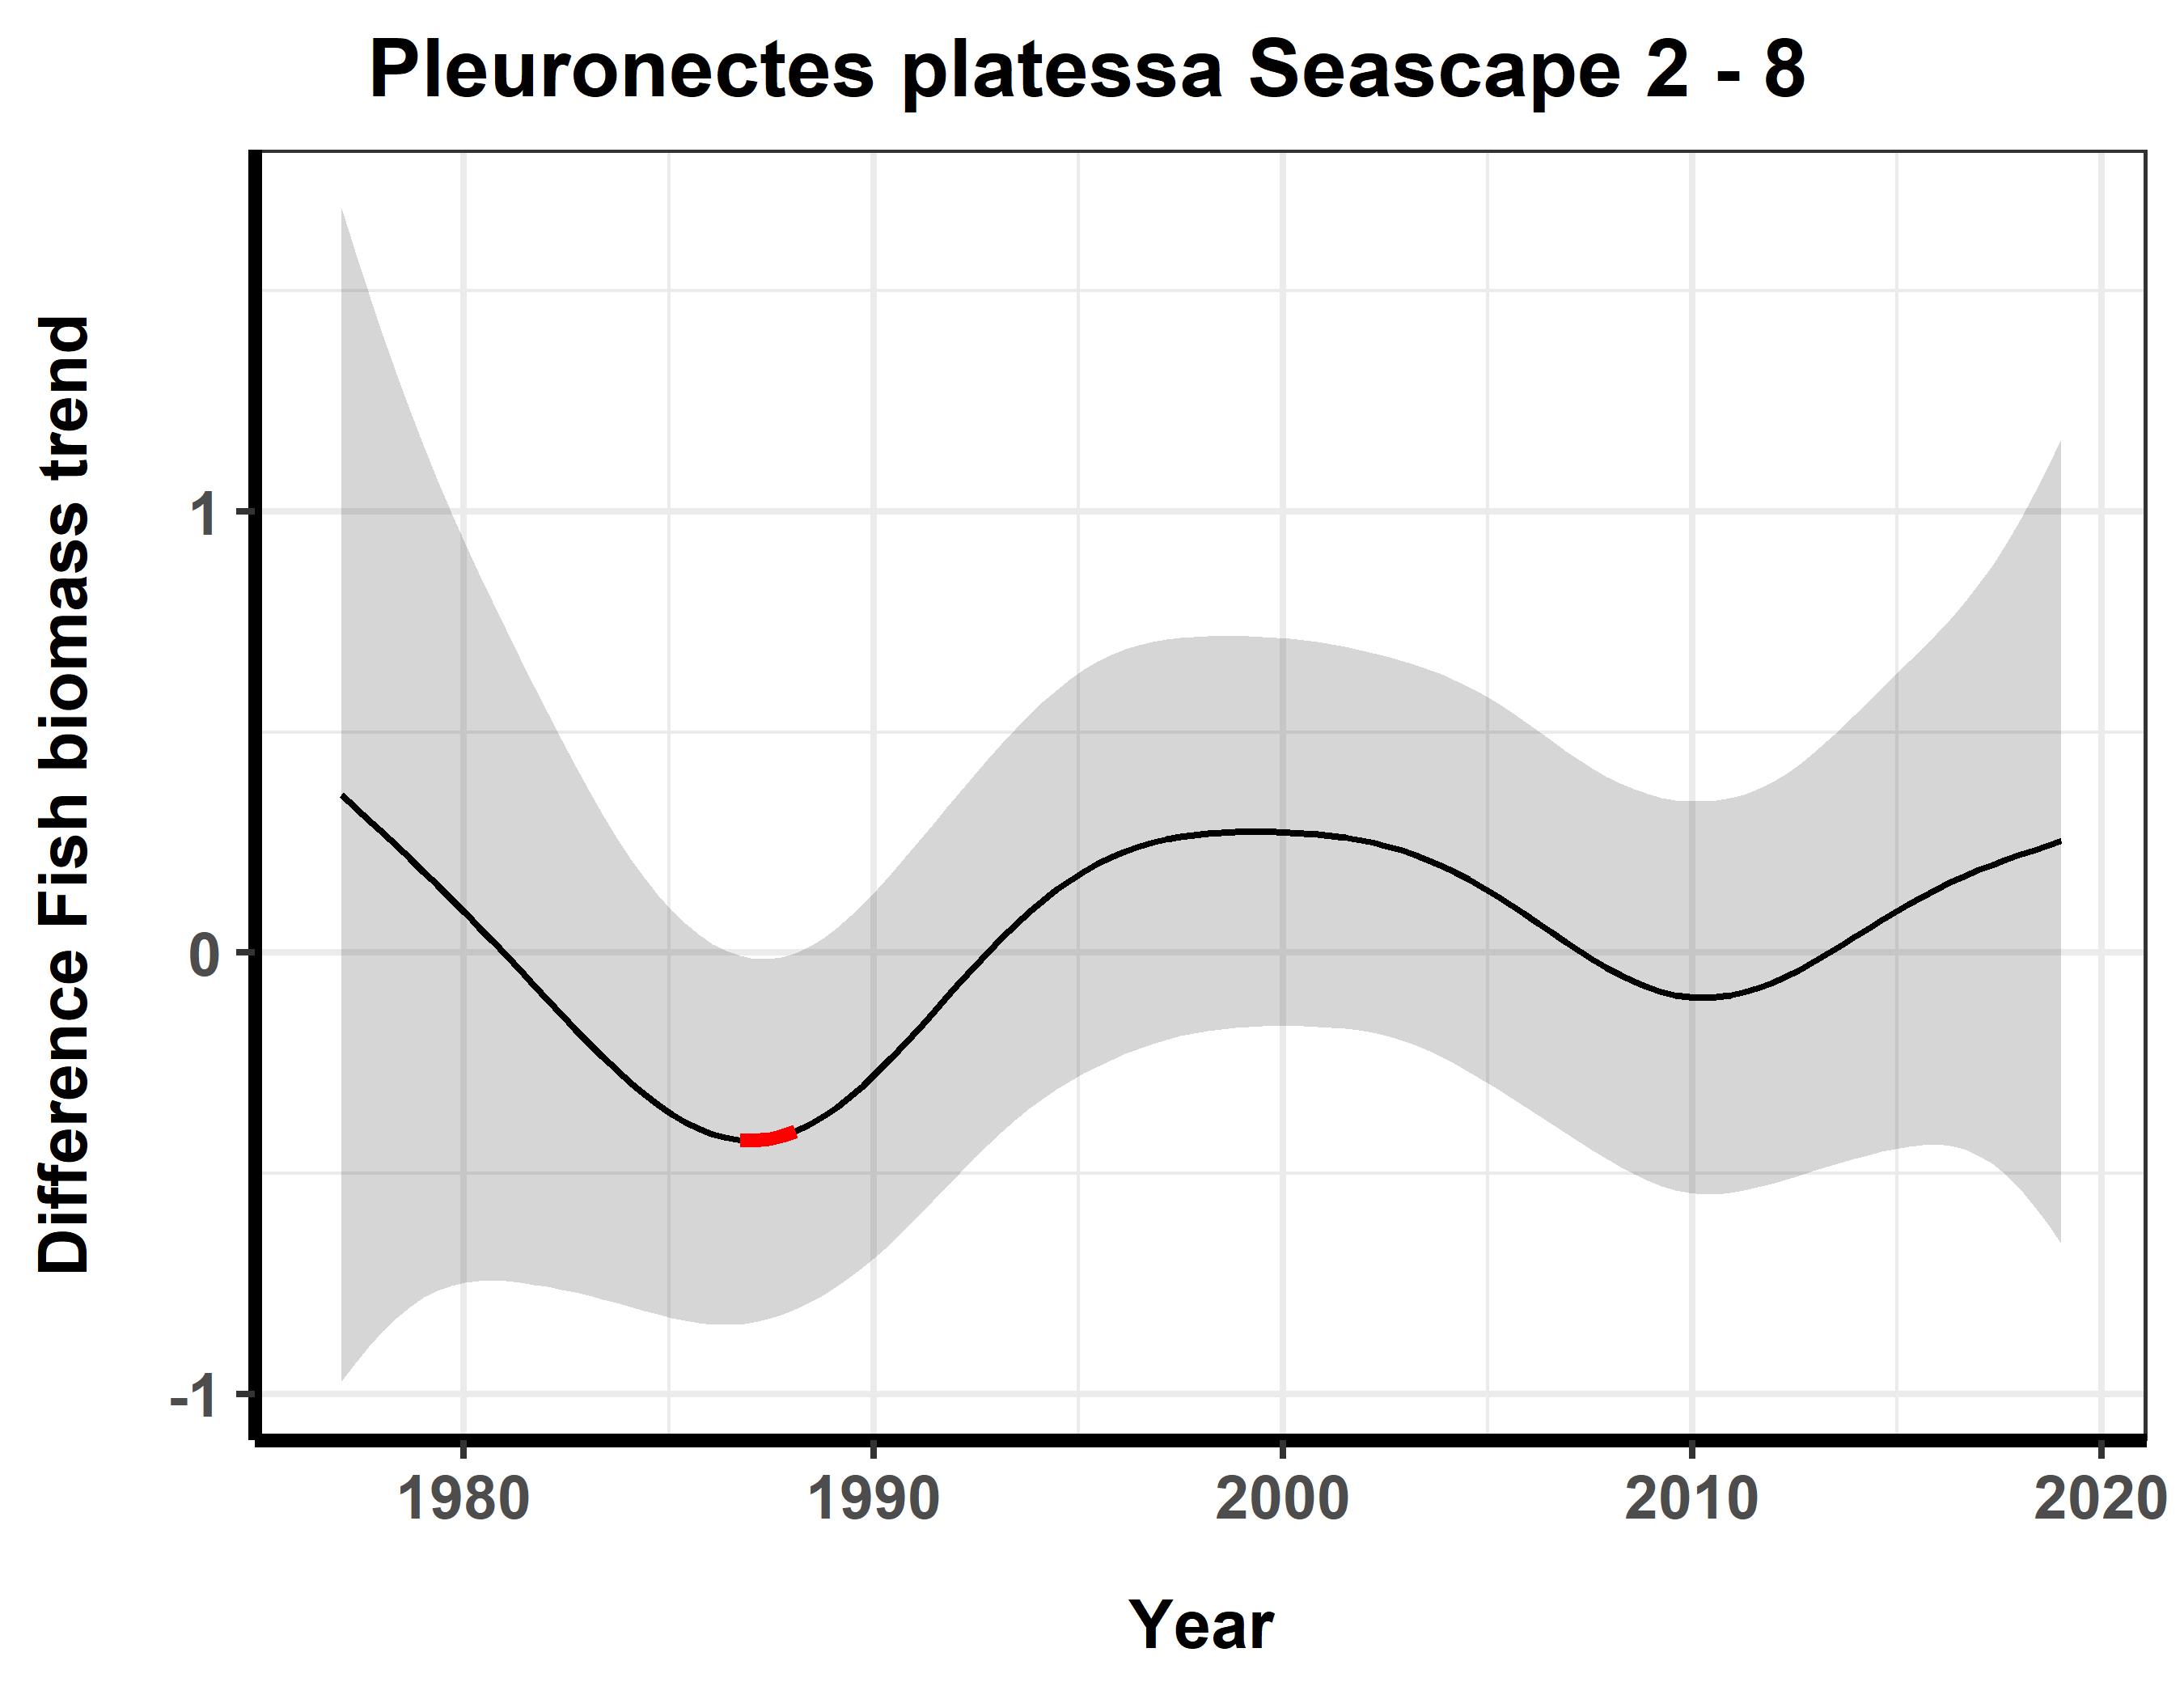 Pleuronectes platessa Seascape 2 - 8
Difference Fish biomass trend
1
0
-1
1980 1990 2000 2010 2020
Year